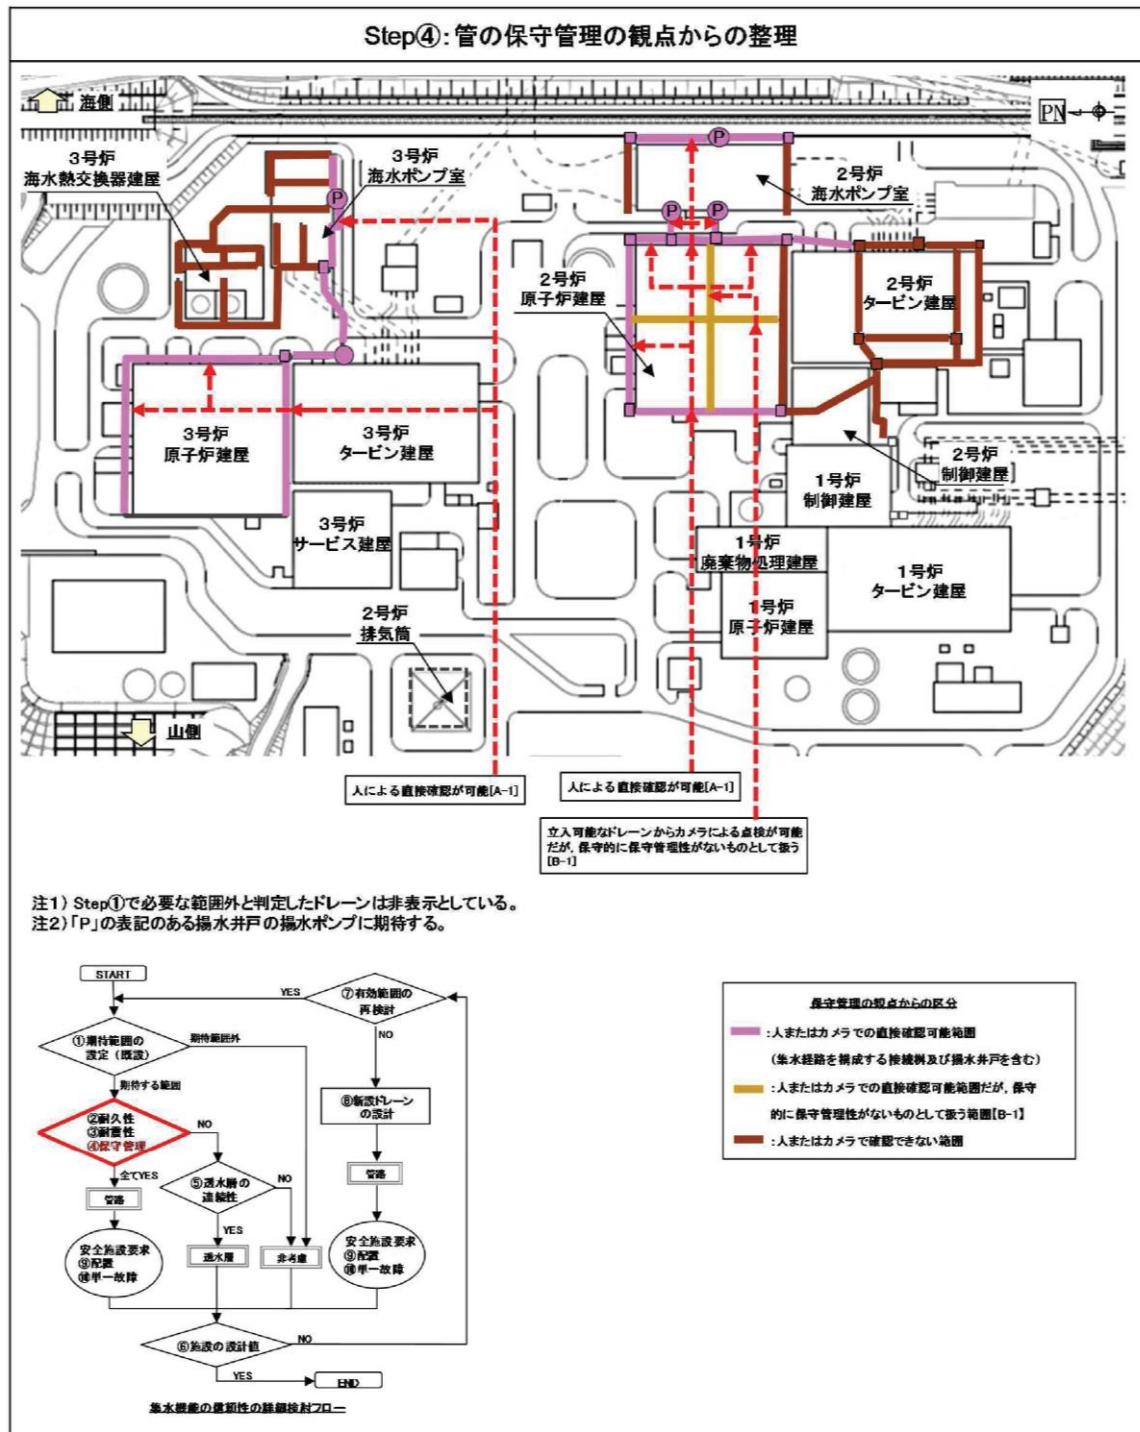 Step④:管の保守管理の観点からの整理
海側
PN
3号炉
海水熱交換器建屋
3号炉
海水ポンプ室
P
P
2号炉
海水ポンプ室
P
P
2号炉
原子炉建屋
2号炉
タービン建屋
3号炉
原子炉建屋
3号炉
タービン建屋
2号炉
制御建屋
1号炉
制御建屋
3号炉
サービス建屋
1号炉
廃棄物処理建屋
1号炉
タービン建屋
1号炉
原子炉建屋
2号炉
排気筒
山側
人による直接確認が可能[A-1]
人による直接確認が可能[A-1]
立入可能なドレーンからカメラによる点検が可能
だが,保守的に保守管理性がないものとして扱う
[B-1]
注1) Step①で必要な範囲外と判定したドレーンは非表示としている。
注2)「P」の表記のある揚水井戸の揚水ポンプに期待する。
START
YES
⑦有効範囲の
再検討
①期待範囲の
設定(既設)
期待範囲外
NO
期待する範囲
⑧新設ドレーン
の設計
②耐久性
③耐震性
④保守管理
NO
全てYES
⑤透水層の
連続性
NO
管路
管路
YES
安全施設要求
⑨配置
⑩単一故障
透水層
非考慮
安全施設要求
⑨配置
⑩単一故障
⑥施設の設計値
NO
YES
END
集水機能の信頼性の詳細検討フロー
保守管理の観点からの区分
:人またはカメラでの直接確認可能範囲
(集水経路を構成する接続桝及び揚水井戸を含む)
:人またはカメラでの直接確認可能範囲だが、保守
的に保守管理性がないものとして扱う範囲[B-1]
:人またはカメラで確認できない範囲